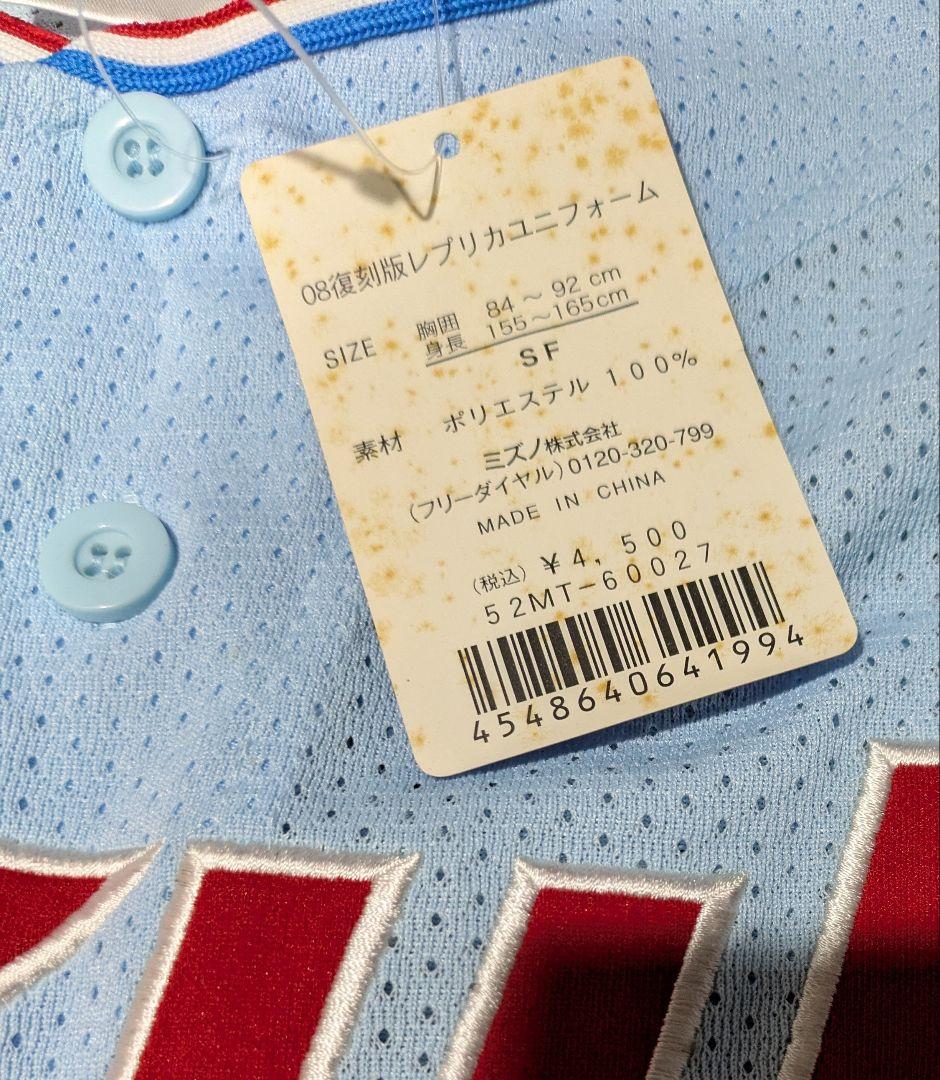 08復刻版レプリカユニフォーム
SIZE 胸囲 84 ~ 92 cm
身長 155~165cm
SF
素材 ポリエステル 100%
ミズノ株式会社
(フリーダイヤル)0120-320-799
MADE IN CHINA
(税込) ¥4,500
52MT-60027
4548640641994